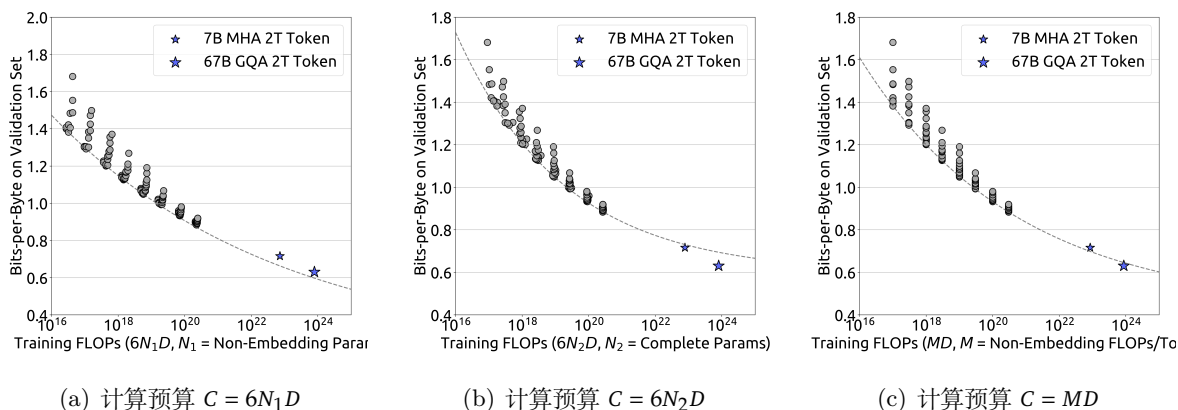 Bits-per-Byte on Validation Set
2.0
1.8
1.6
1.4
1.2
1.0
0.8
0.6
0.4
10^16
10^18
10^20
10^22
10^24
7B MHA 2T Token
67B GQA 2T Token
Training FLOPs (6N₁D, N₁ = Non-Embedding Param
(a) 计算预算 C = 6N₁D
Bits-per-Byte on Validation Set
1.8
1.6
1.4
1.2
1.0
0.8
0.6
0.4
10^16
10^18
10^20
10^22
10^24
7B MHA 2T Token
67B GQA 2T Token
Training FLOPs (6N₂D, N₂ = Complete Params)
(b) 计算预算 C = 6N₂D
Bits-per-Byte on Validation Set
1.8
1.6
1.4
1.2
1.0
0.8
0.6
0.4
10^16
10^18
10^20
10^22
10^24
7B MHA 2T Token
67B GQA 2T Token
Training FLOPs (MD, M = Non-Embedding FLOPs/To
(c) 计算预算 C = MD